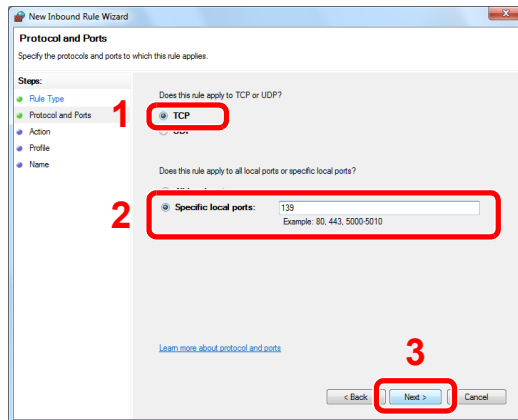 New Inbound Rule Wizard
Protocol and Ports
Specify the protocols and ports to which this rule applies.
Steps:
Rule Type
Protocol and Ports
Action
Profile
Name
Does this rule apply to TCP or UDP?
1
TCP
UDP
Does this rule apply to all local ports or specific local ports?
2
Specific local ports:
139
Example: 80, 443, 5000-5010
Learn more about protocol and ports
3
< Back
Next >
Cancel